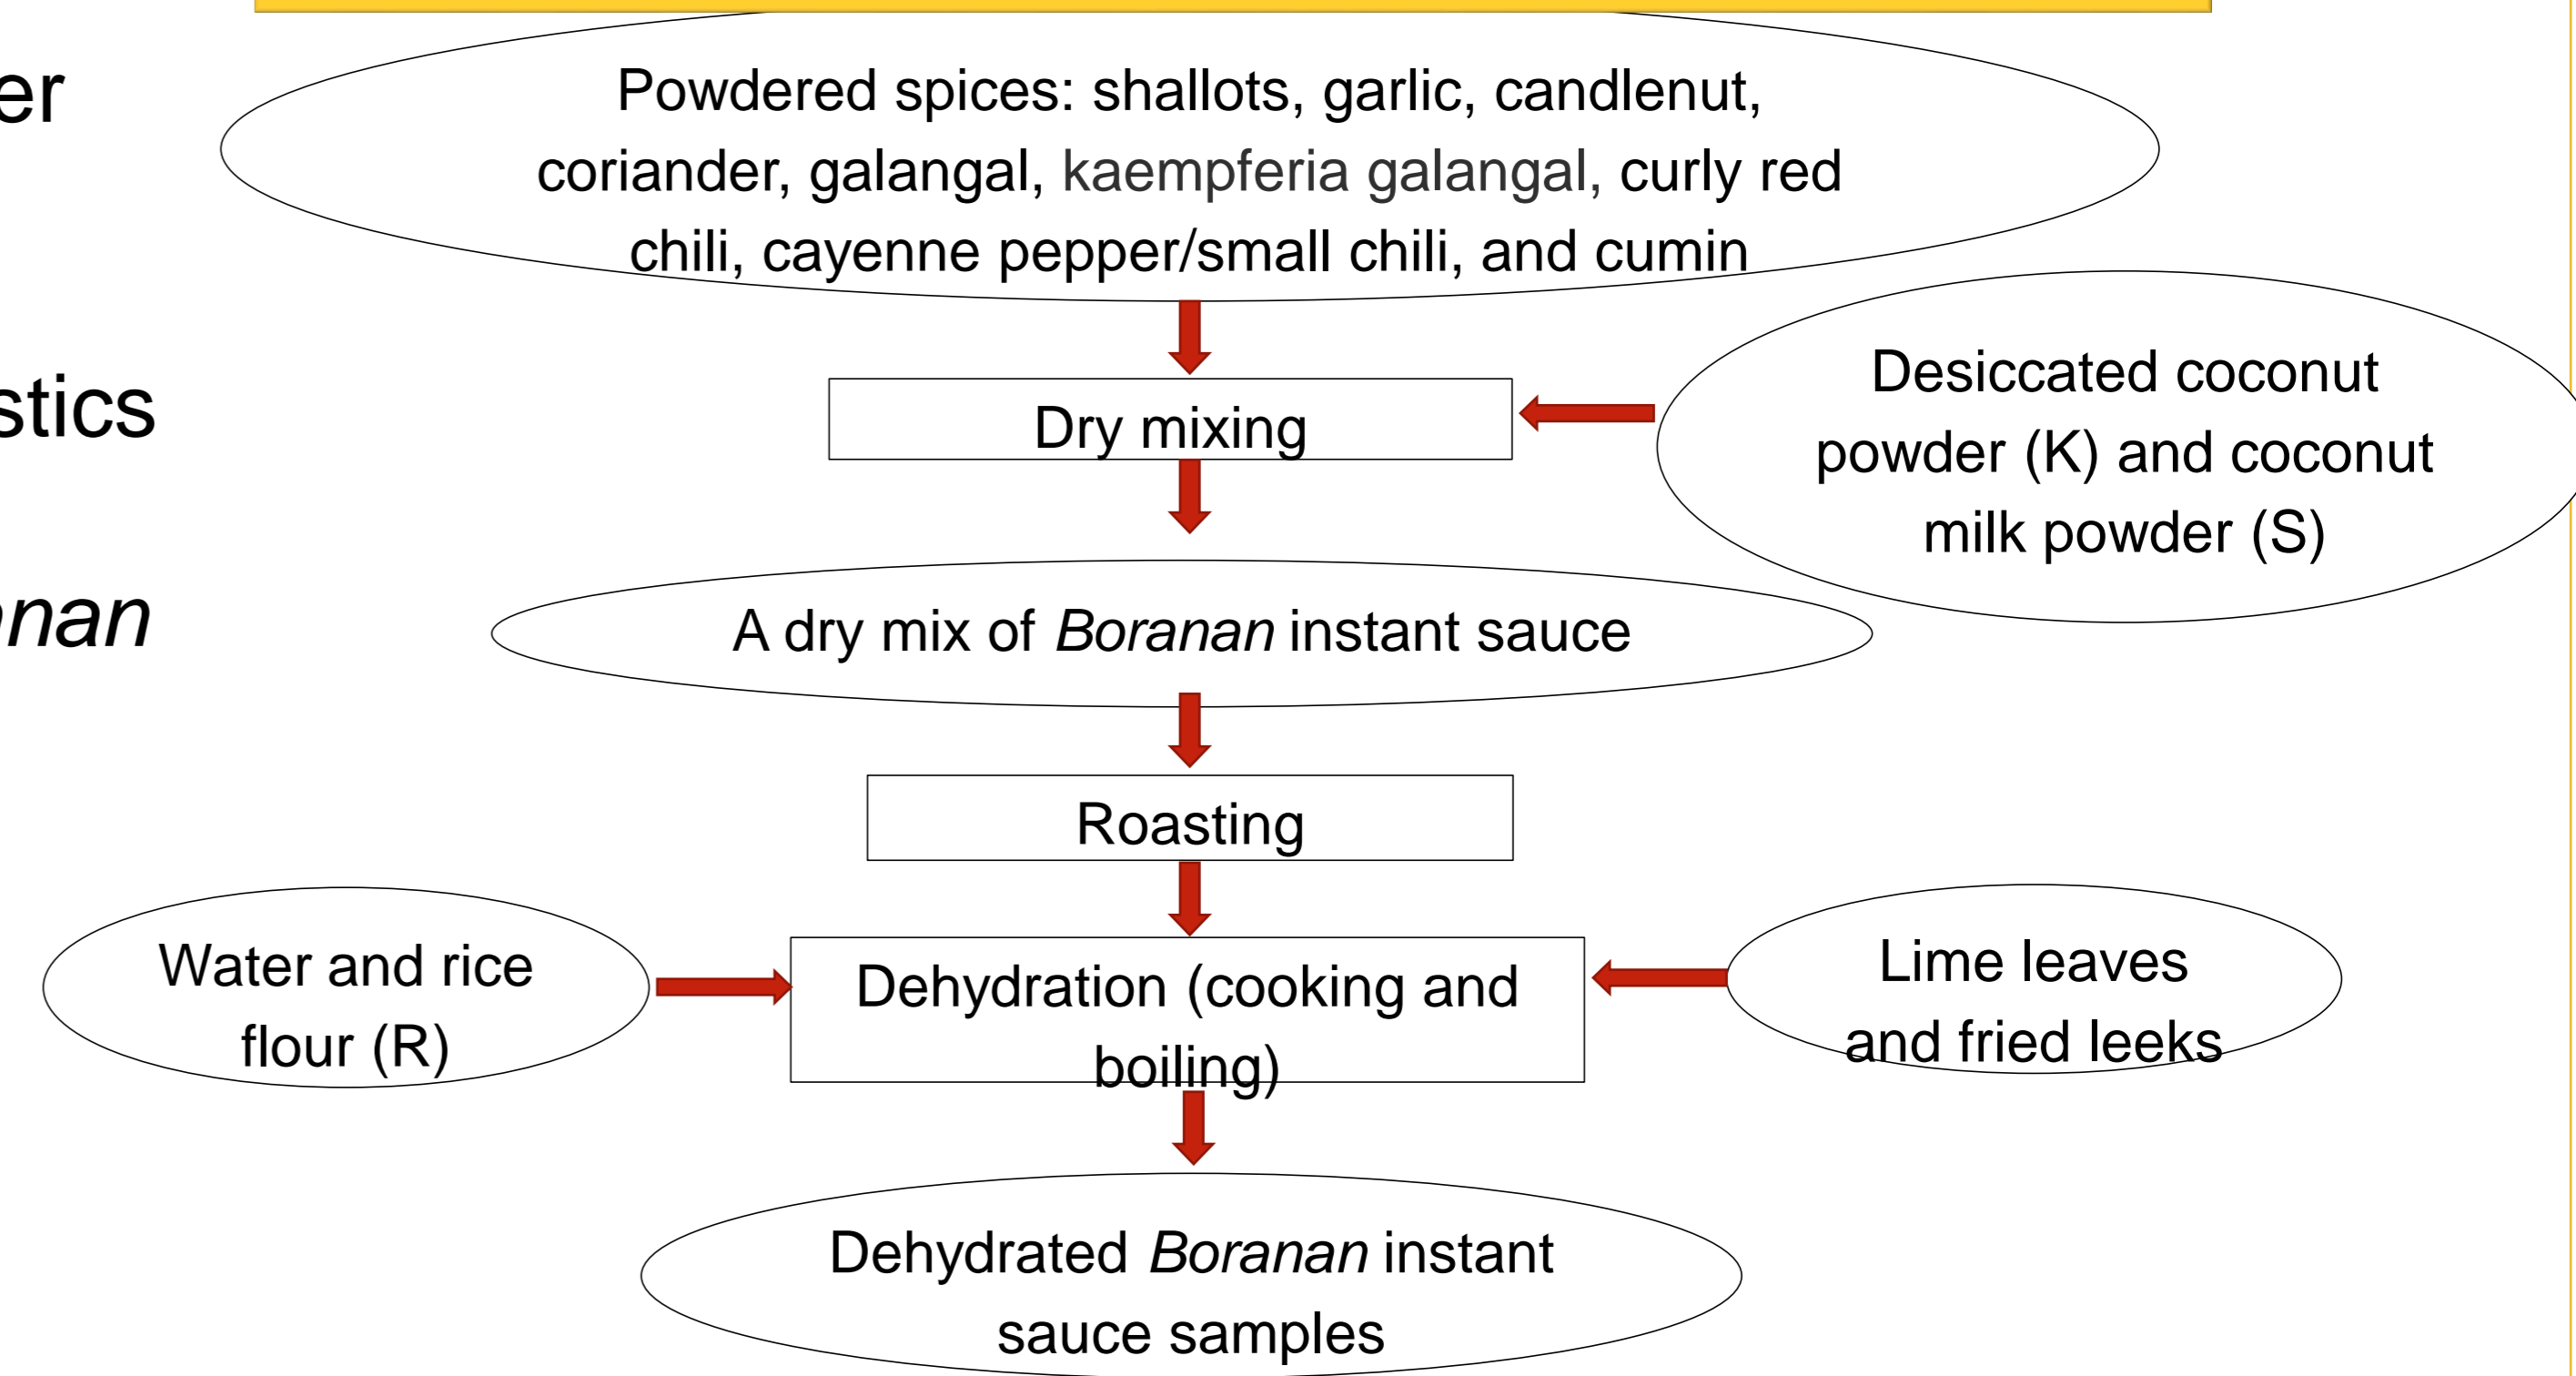 er
stics
nan
Powdered spices: shallots, garlic, candlenut,
coriander, galangal, kaempferia galangal, curly red
chili, cayenne pepper/small chili, and cumin
Dry mixing
Desiccated coconut
powder (K) and coconut
milk powder (S)
A dry mix of Boranan instant sauce
Roasting
Water and rice
flour (R)
Dehydration (cooking and
boiling)
Lime leaves
and fried leeks
Dehydrated Boranan instant
sauce samples